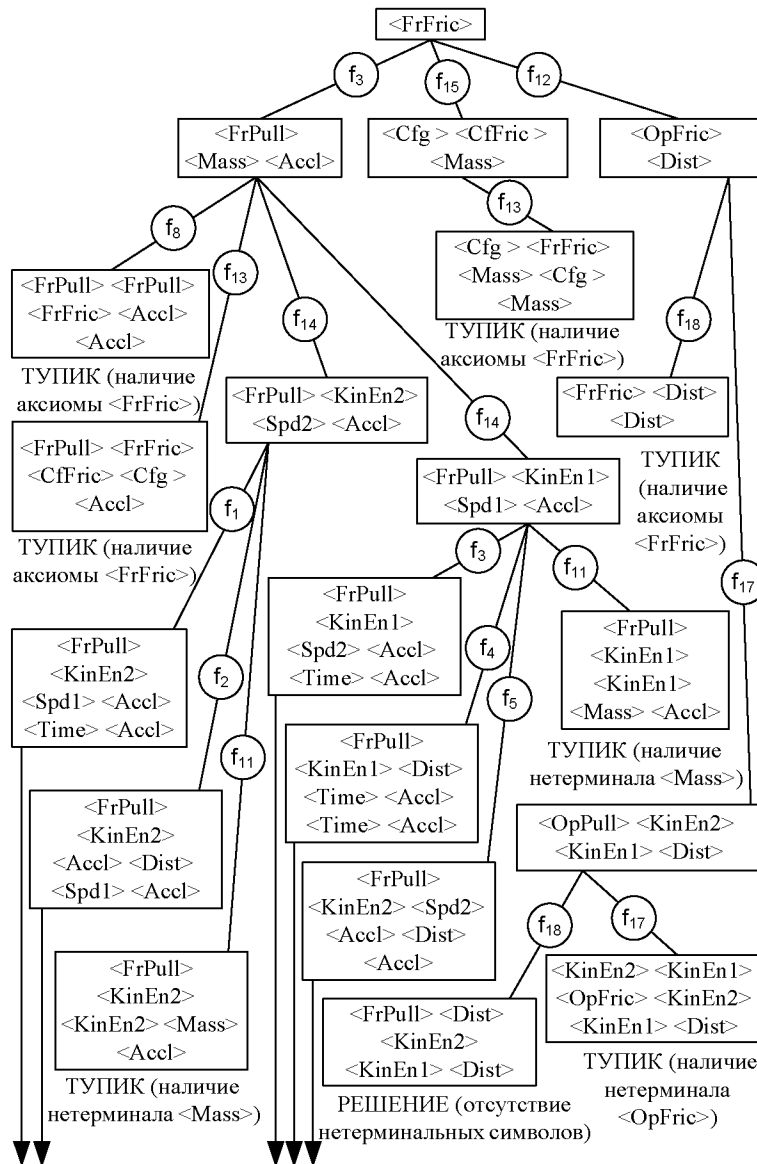 <FrFric>
f3
f15
f12
<FrPull>
<Mass> <Accl>
<Cfg > <CfFric >
<Mass>
<OpFric>
<Dist>
f8
f13
f14
f14
f13
f18
f17
<FrPull> <FrPull>
<FrFric> <Accl>
<Accl>
ТУПИК (наличие
аксиомы <FrFric>)
<Cfg > <FrFric>
<Mass> <Cfg >
<Mass>
ТУПИК (наличие
аксиомы <FrFric>)
<FrFric> <Dist>
<Dist>
ТУПИК
(наличие
аксиомы
<FrFric>)
<FrPull> <KinEn2>
<Spd2> <Accl>
<FrPull> <FrFric>
<CfFric> <Cfg >
<Accl>
ТУПИК (наличие
аксиомы <FrFric>)
<FrPull> <KinEn1>
<Spd1> <Accl>
f1
f2
f11
f3
f4
f5
f11
<FrPull>
<KinEn2>
<Spd1> <Accl>
<Time> <Accl>
<FrPull>
<KinEn1>
<Spd2> <Accl>
<Time> <Accl>
<FrPull>
<KinEn1>
<KinEn1>
<Mass> <Accl>
ТУПИК (наличие
нетерминала <Mass>)
<FrPull>
<KinEn1> <Dist>
<Time> <Accl>
<Time> <Accl>
<FrPull>
<KinEn2>
<Accl> <Dist>
<Spd1> <Accl>
<OpPull> <KinEn2>
<KinEn1> <Dist>
<FrPull>
<KinEn2> <Spd2>
<Accl> <Dist>
<Accl>
f18
f17
<FrPull>
<KinEn2>
<KinEn2> <Mass>
<Accl>
ТУПИК (наличие
нетерминала <Mass>)
<FrPull> <Dist>
<KinEn2>
<KinEn1> <Dist>
РЕШЕНИЕ (отсутствие
нетерминальных символов)
<KinEn2> <KinEn1>
<OpFric> <KinEn2>
<KinEn1> <Dist>
ТУПИК (наличие
нетерминала
<OpFric>)